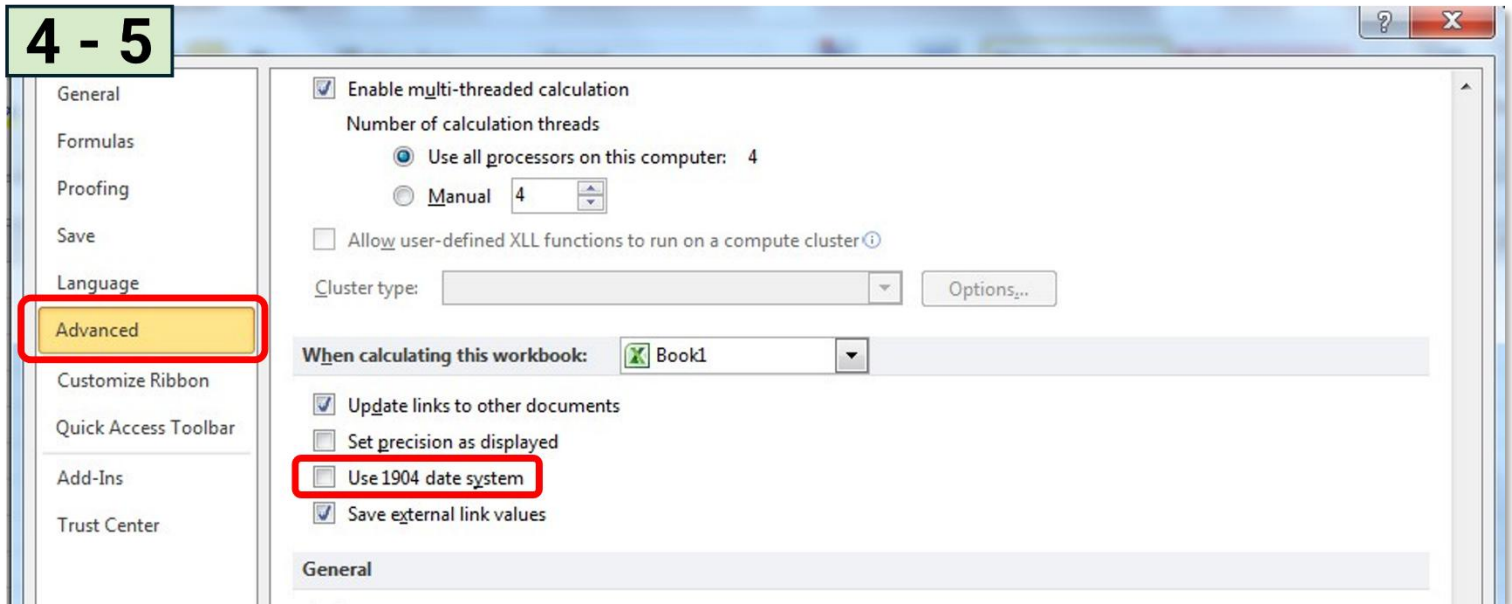 4 - 5
General
Formulas
Proofing
Save
Language
Advanced
Customize Ribbon
Quick Access Toolbar
Add-Ins
Trust Center
Enable multi-threaded calculation
Number of calculation threads
Use all processors on this computer: 4
Manual 4
Allow user-defined XLL functions to run on a compute cluster
Cluster type: Options...
When calculating this workbook: Book1
Update links to other documents
Set precision as displayed
Use 1904 date system
Save external link values
General